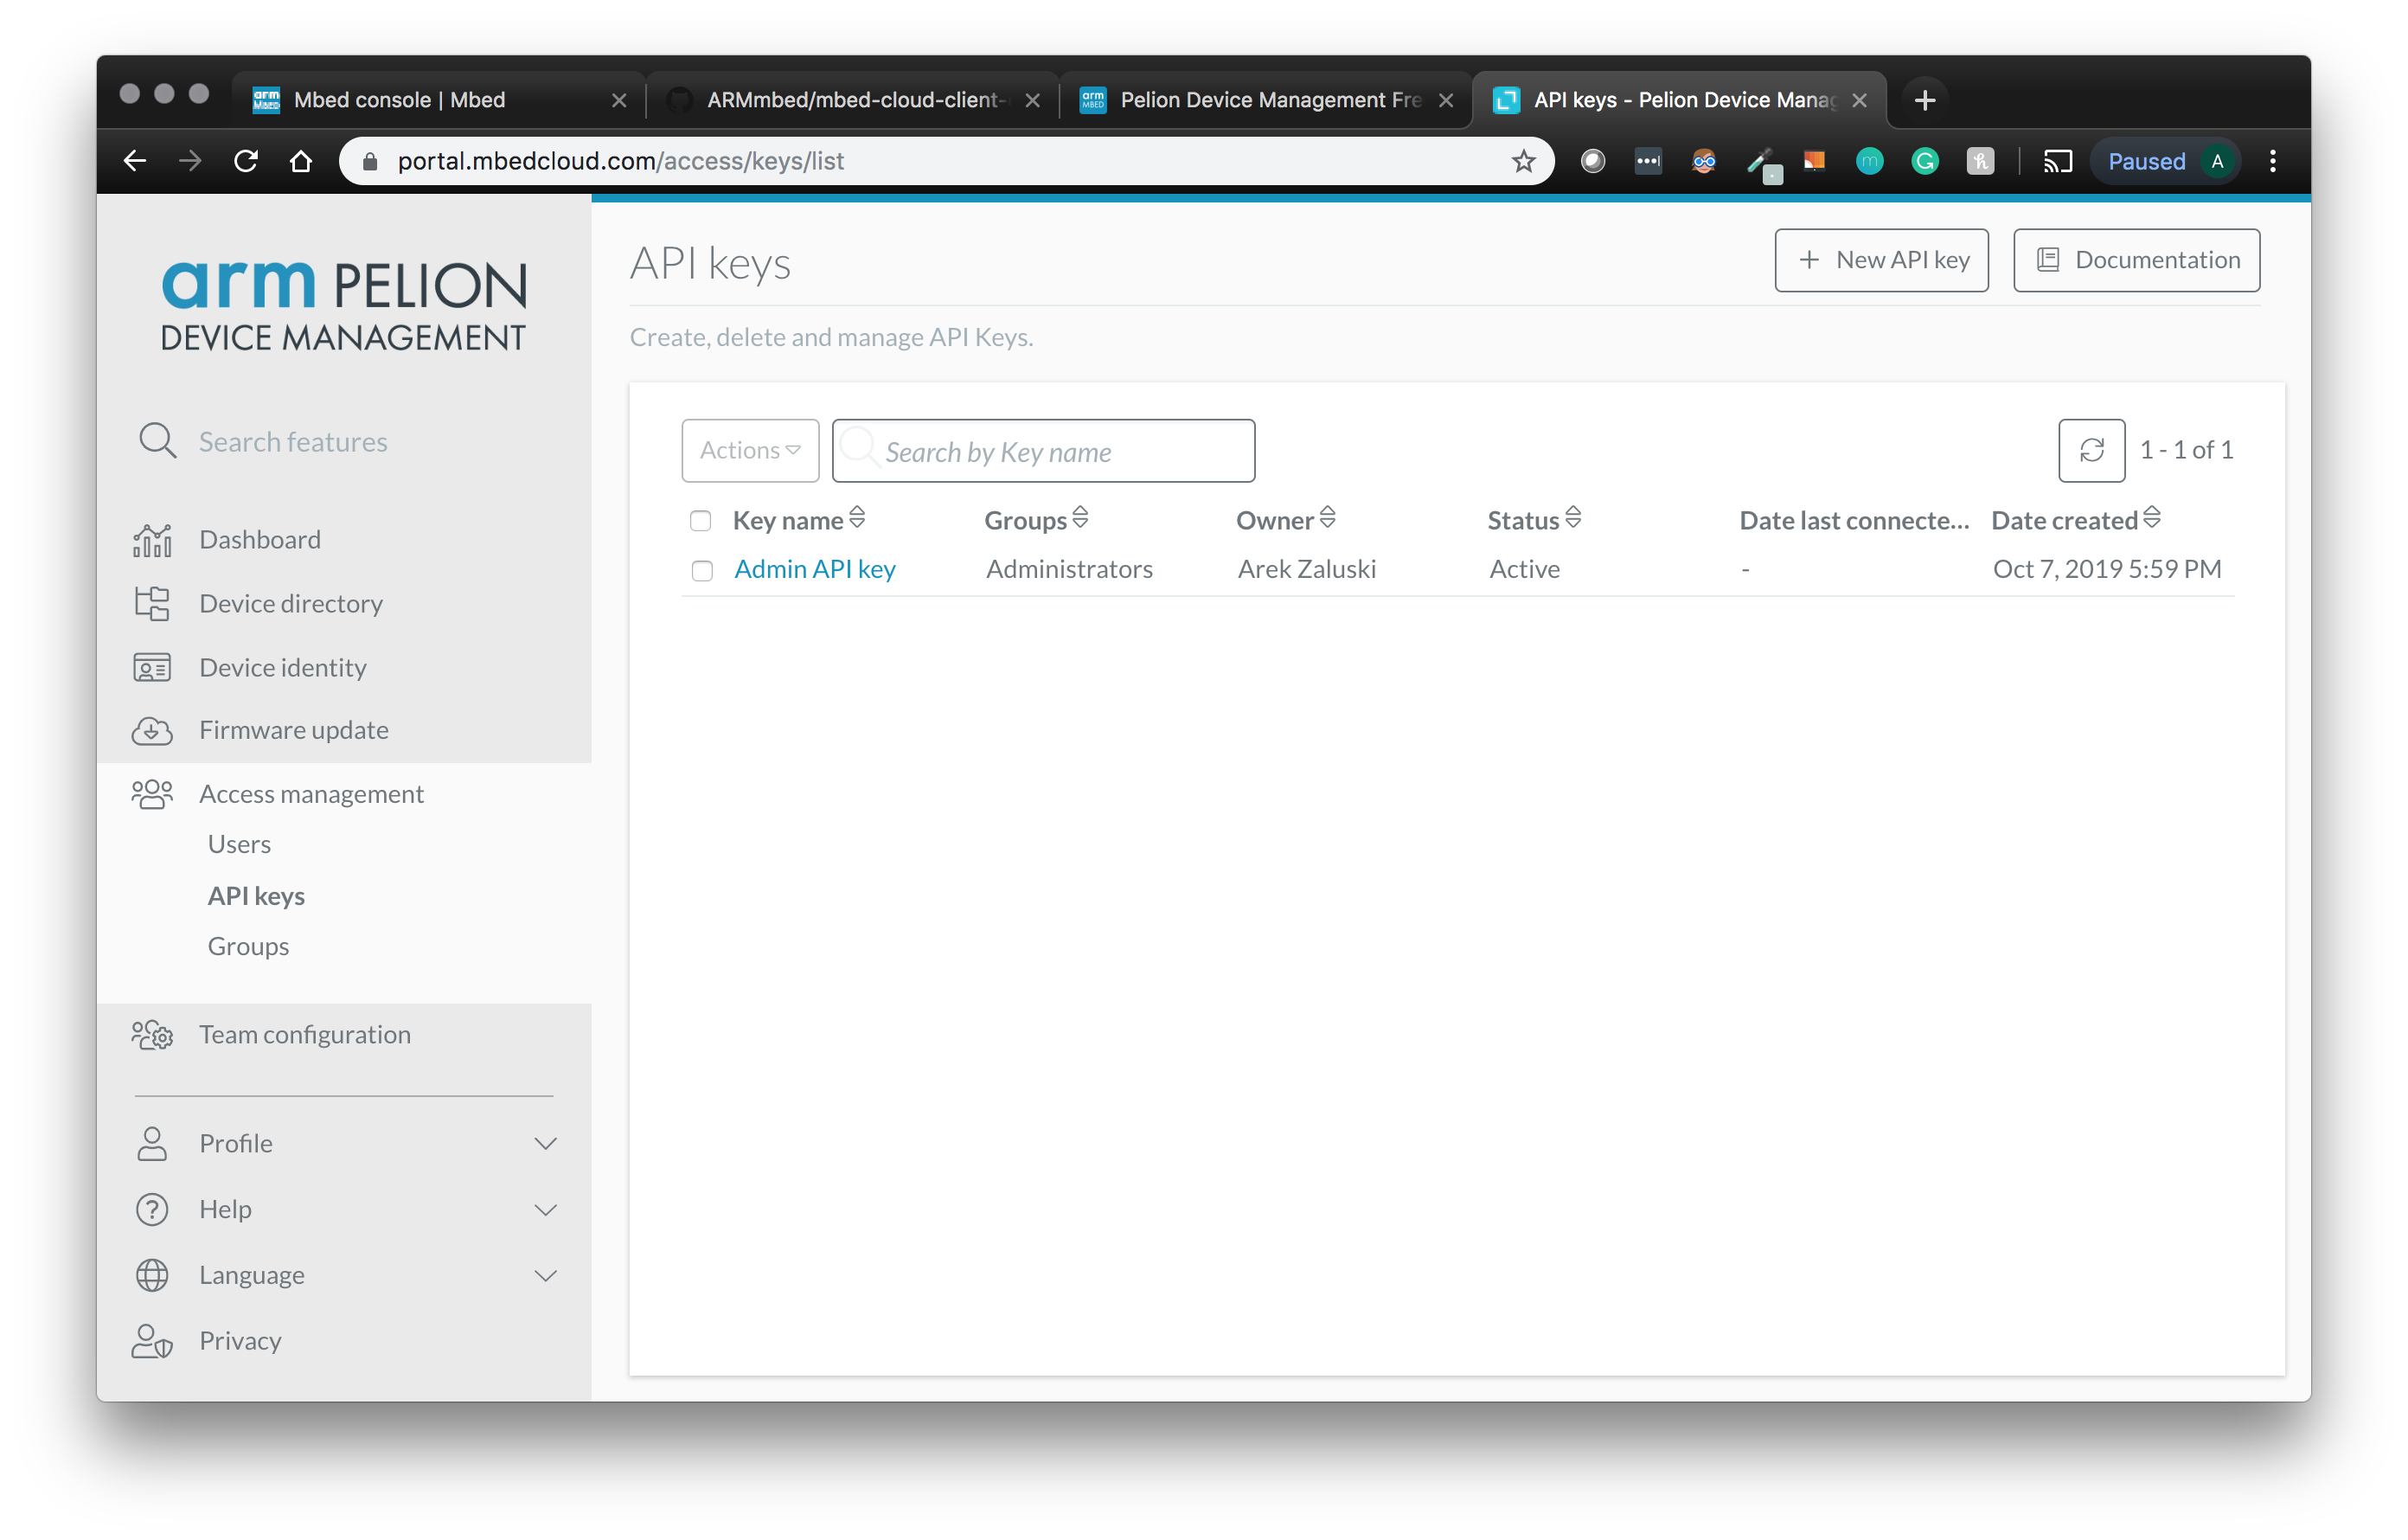 Mbed console | Mbed
ARMmbed/mbed-cloud-client-
Pelion Device Management Fre
API keys - Pelion Device Manag
portal.mbedcloud.com/access/keys/list
Paused A
arm PELION
DEVICE MANAGEMENT
Search features
Dashboard
Device directory
Device identity
Firmware update
Access management
Users
API keys
Groups
Team configuration
Profile
Help
Language
Privacy
API keys
+ New API key
Documentation
Create, delete and manage API Keys.
Actions
Search by Key name
1 - 1 of 1
Key name Groups Owner Status Date last connecte... Date created
Admin API key Administrators Arek Zaluski Active - Oct 7, 2019 5:59 PM